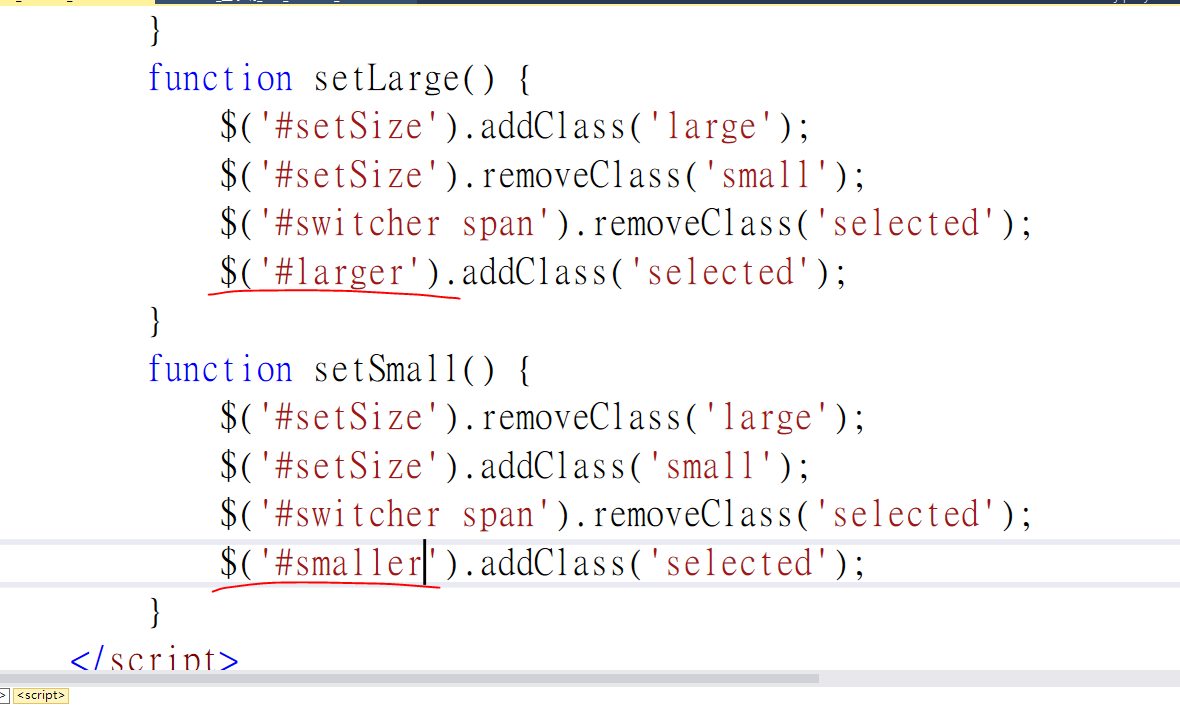 }
function setLarge() {
$('#setSize').addClass('large');
$('#setSize').removeClass('small');
$('#switcher span').removeClass('selected');
$('#larger').addClass('selected');
}
function setSmall() {
$('#setSize').removeClass('large');
$('#setSize').addClass('small');
$('#switcher span').removeClass('selected');
$('#smaller').addClass('selected');
}
</script>
> <script>